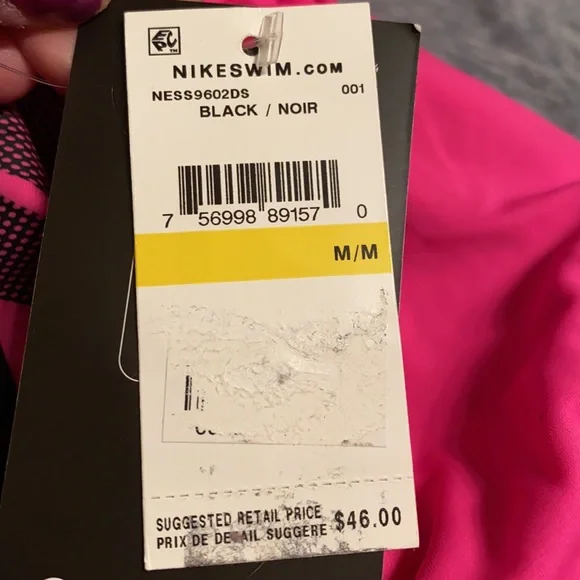 NIKESWIM.COM
NESS9602DS 001
BLACK / NOIR
7 56998 89157 0
M/M
SUGGESTED RETAIL PRICE $46.00
PRIX DE DETAIL SUGGERE